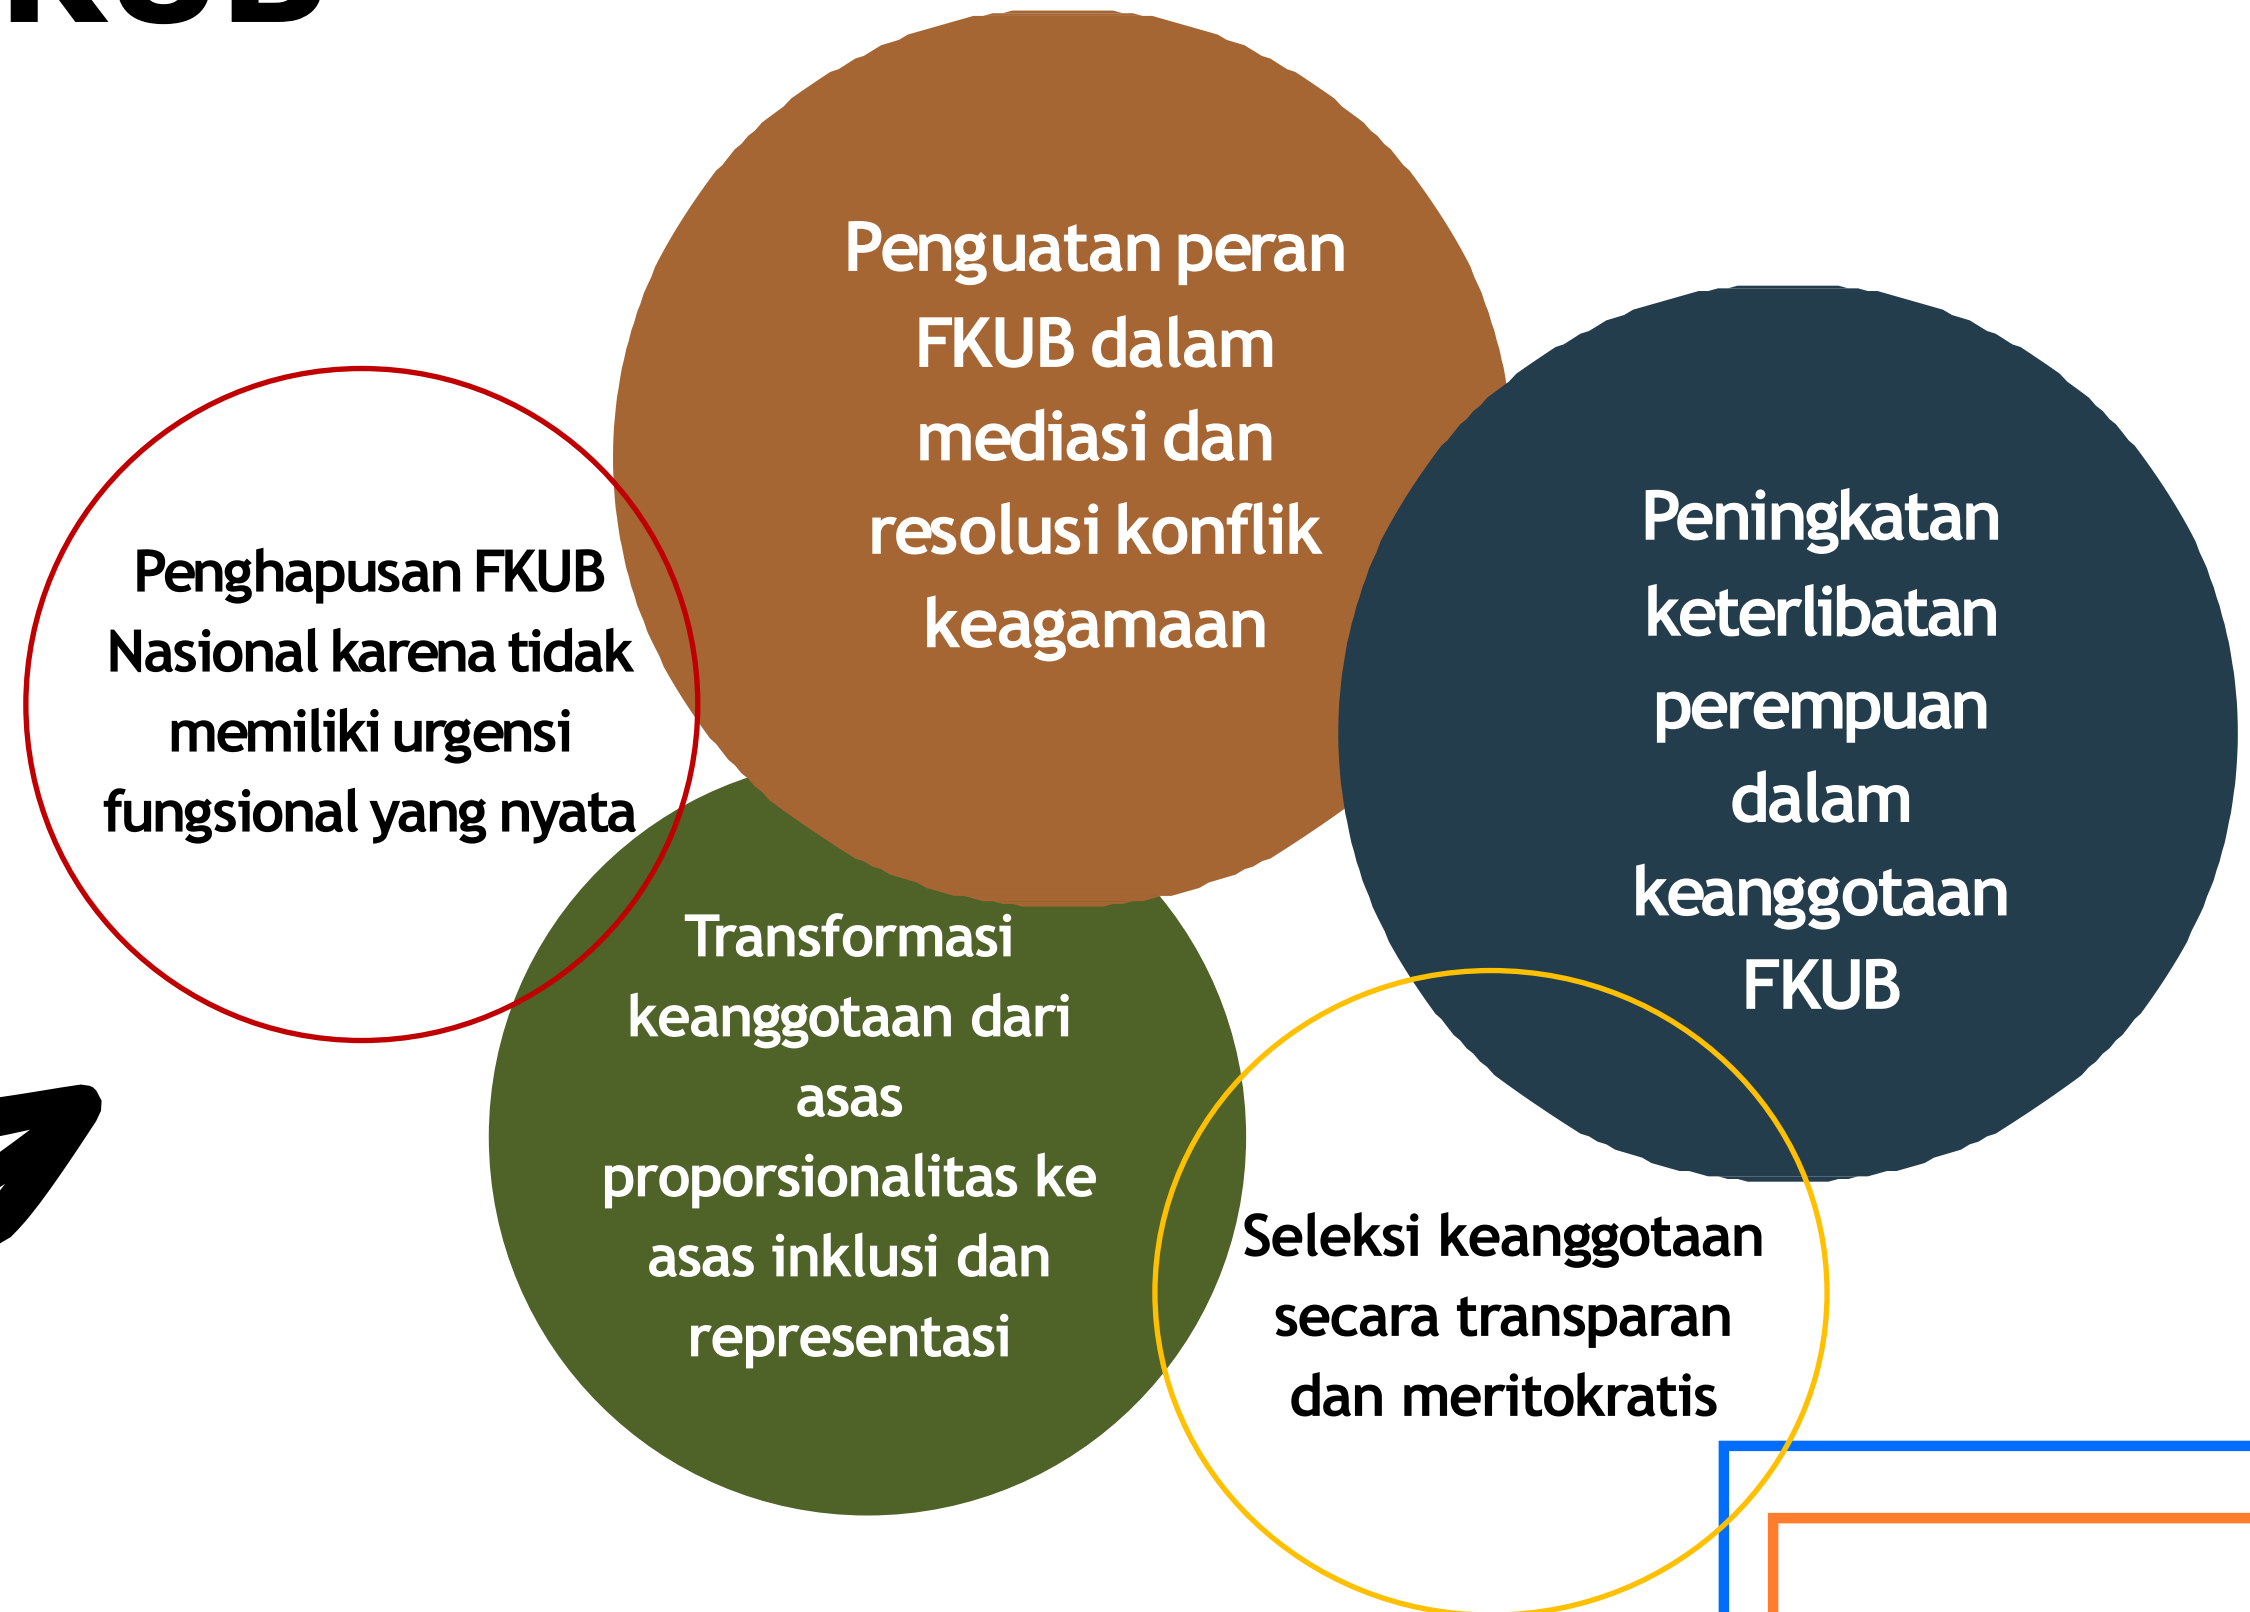 KUB
Penguatan peran
FKUB dalam
mediasi dan
resolusi konflik
keagamaan
Peningkatan
keterlibatan
perempuan
dalam
keanggotaan
FKUB
Penghapusan FKUB
Nasional karena tidak
memiliki urgensi
fungsional yang nyata
Transformasi
keanggotaan dari
asas
proporsionalitas ke
asas inklusi dan
representasi
Seleksi keanggotaan
secara transparan
dan meritokratis